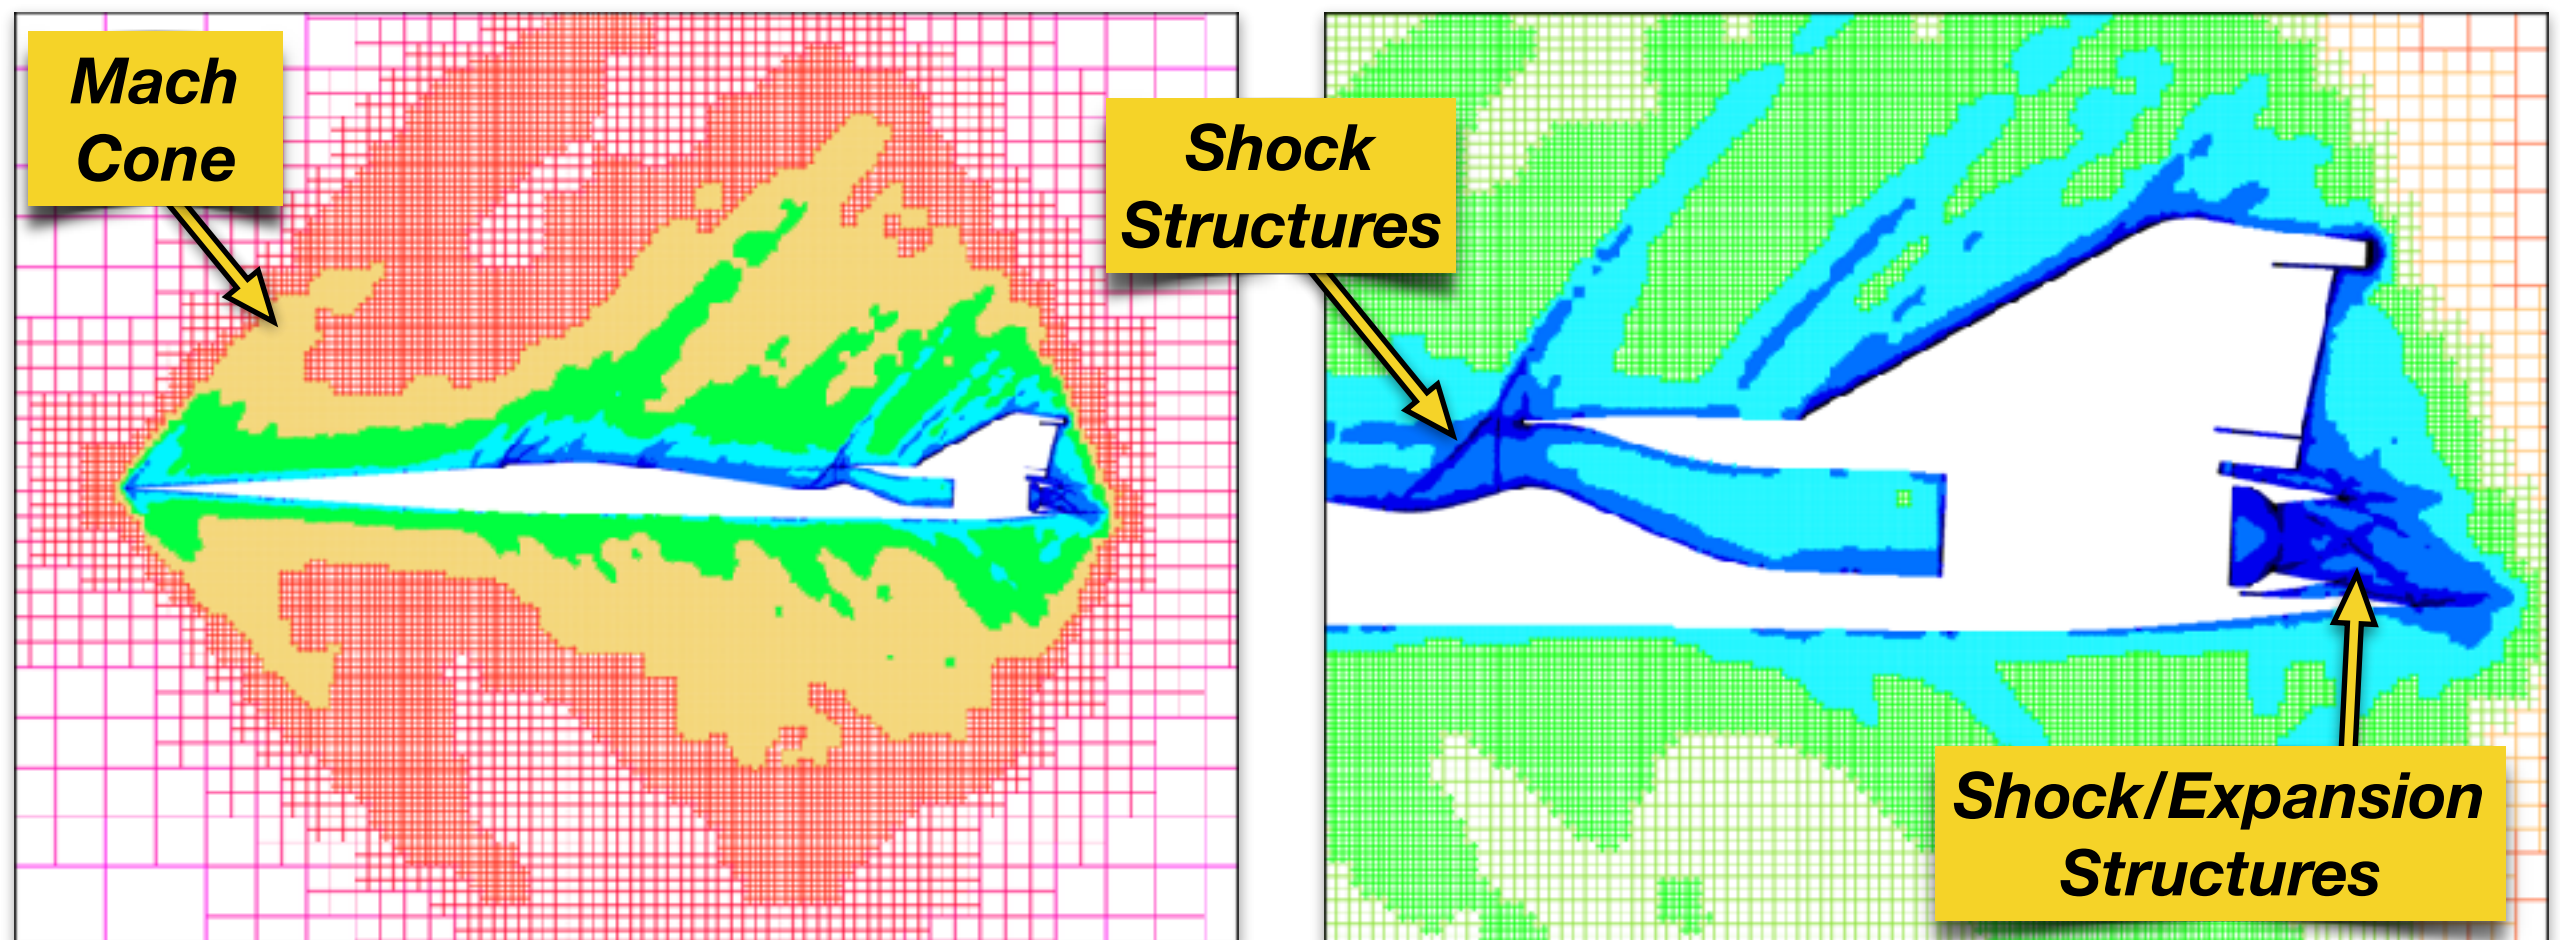 Mach
Cone
Shock
Structures
Shock/Expansion
Structures